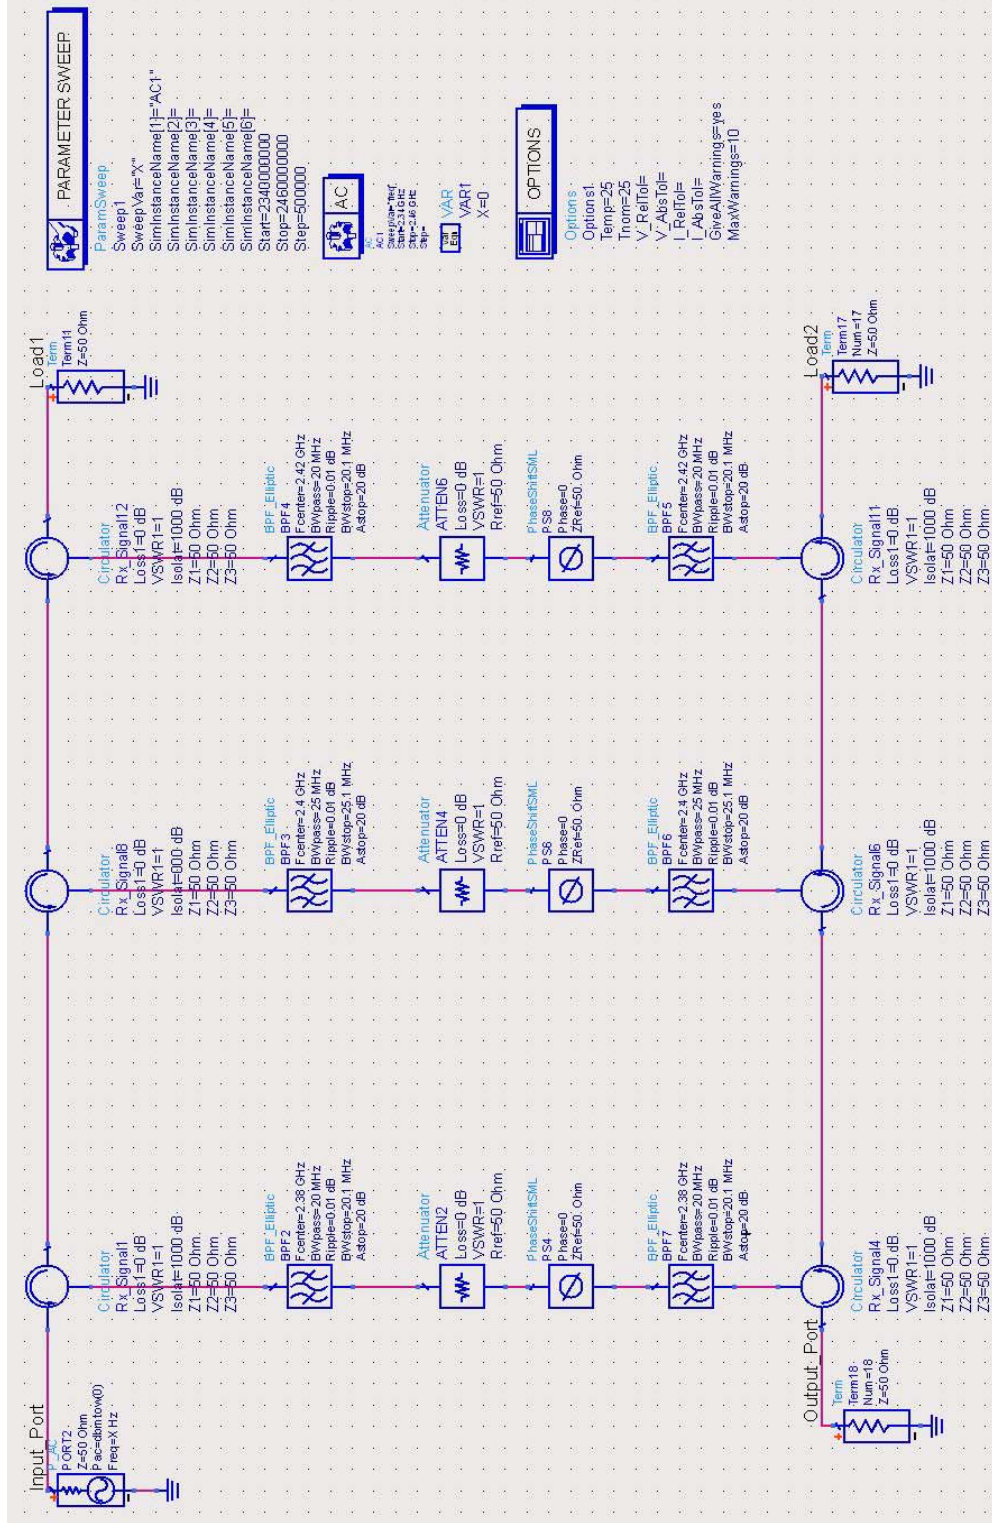 PARAMETER SWEEP
ParamSweep
Sweep1
SweepVar="X"
SimInstanceName[1]="AC1"
SimInstanceName[2]=
SimInstanceName[3]=
SimInstanceName[4]=
SimInstanceName[5]=
SimInstanceName[6]=
Start=2340000000
Stop=2460000000
Step=500000
AC
AC
AC1
SweepVar="freq"
Start=2.34 GHz
Stop=2.46 GHz
Step=
Var
Eqn
VAR
VAR1
X=0
OPTIONS
Options
Options1
Temp=25
Tnom=25
V_RelTol=
V_AbsTol=
I_RelTol=
I_AbsTol=
GiveAllWarnings=yes
MaxWarnings=10
Input_Port
P_AC
PORT2
Z=50 Ohm
Pac=dbmtow(0)
Freq=X Hz
Circulator
Rx_Signal1
Loss1=0 dB
VSWR1=1
Isolat=1000 dB
Z1=50 Ohm
Z2=50 Ohm
Z3=50 Ohm
Circulator
Rx_Signal8
Loss1=0 dB
VSWR1=1
Isolat=000 dB
Z1=50 Ohm
Z2=50 Ohm
Z3=50 Ohm
Circulator
Rx_Signal12
Loss1=0 dB
VSWR1=1
Isolat=1000 dB
Z1=50 Ohm
Z2=50 Ohm
Z3=50 Ohm
Load1
Term
Term11
Z=50 Ohm
BPF_Elliptic
BPF2
Fcenter=2.38 GHz
BWpass=20 MHz
Ripple=0.01 dB
BWstop=20.1 MHz
Astop=20 dB
BPF_Elliptic
BPF3
Fcenter=2.4 GHz
BWpass=25 MHz
Ripple=0.01 dB
BWstop=25.1 MHz
Astop=20 dB
BPF_Elliptic
BPF4
Fcenter=2.42 GHz
BWpass=20 MHz
Ripple=0.01 dB
BWstop=20.1 MHz
Astop=20 dB
Attenuator
ATTEN2
Loss=0 dB
VSWR=1
Rref=50 Ohm
Attenuator
ATTEN4
Loss=0 dB
VSWR=1
Rref=50 Ohm
Attenuator
ATTEN6
Loss=0 dB
VSWR=1
Rref=50 Ohm
PhaseShiftSML
PS4
Phase=0
ZRef=50. Ohm
PhaseShiftSML
PS6
Phase=0
ZRef=50. Ohm
PhaseShiftSML
PS8
Phase=0
ZRef=50. Ohm
BPF_Elliptic
BPF7
Fcenter=2.38 GHz
BWpass=20 MHz
Ripple=0.01 dB
BWstop=20.1 MHz
Astop=20 dB
BPF_Elliptic
BPF6
Fcenter=2.4 GHz
BWpass=25 MHz
Ripple=0.01 dB
BWstop=25.1 MHz
Astop=20 dB
BPF_Elliptic
BPF5
Fcenter=2.42 GHz
BWpass=20 MHz
Ripple=0.01 dB
BWstop=20.1 MHz
Astop=20 dB
Output_Port
Term
Term18
Num=18
Z=50 Ohm
Circulator
Rx_Signal4
Loss1=0 dB
VSWR1=1
Isolat=1000 dB
Z1=50 Ohm
Z2=50 Ohm
Z3=50 Ohm
Circulator
Rx_Signal6
Loss1=0 dB
VSWR1=1
Isolat=1000 dB
Z1=50 Ohm
Z2=50 Ohm
Z3=50 Ohm
Circulator
Rx_Signal11
Loss1=0 dB
VSWR1=1
Isolat=1000 dB
Z1=50 Ohm
Z2=50 Ohm
Z3=50 Ohm
Load2
Term
Term17
Num=17
Z=50 Ohm